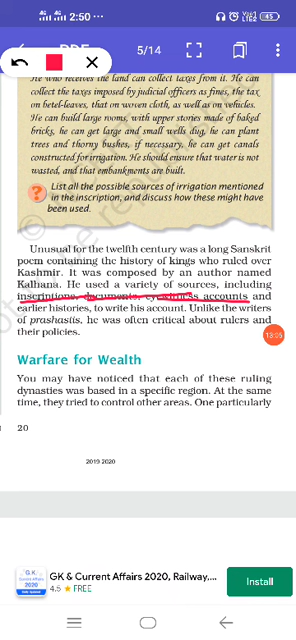 2:50
45
PDF
5/14
He who receives the land can collect taxes from it. He can
collect the taxes imposed by judicial officers as fines, the tax
on betel-leaves, that on woven cloth, as well as on vehicles.
He can build large rooms, with upper stories made of baked
bricks, he can get large and small wells dug, he can plant
trees and thorny bushes, if necessary, he can get canals
constructed for irrigation. He should ensure that water is not
wasted, and that embankments are built.
? List all the possible sources of irrigation mentioned
in the inscription, and discuss how these might have
been used.
Unusual for the twelfth century was a long Sanskrit
poem containing the history of kings who ruled over
Kashmir. It was composed by an author named
Kalhana. He used a variety of sources, including
inscriptions, documents, eyewitness accounts and
earlier histories, to write his account. Unlike the writers
of prashastis, he was often critical about rulers and
their policies.
13:05
Warfare for Wealth
You may have noticed that each of these ruling
dynasties was based in a specific region. At the same
time, they tried to control other areas. One particularly
20
2019 2020
G.K
Current Affairs
2020
GK & Current Affairs 2020, Railway,...
4.5 ★ FREE
Install